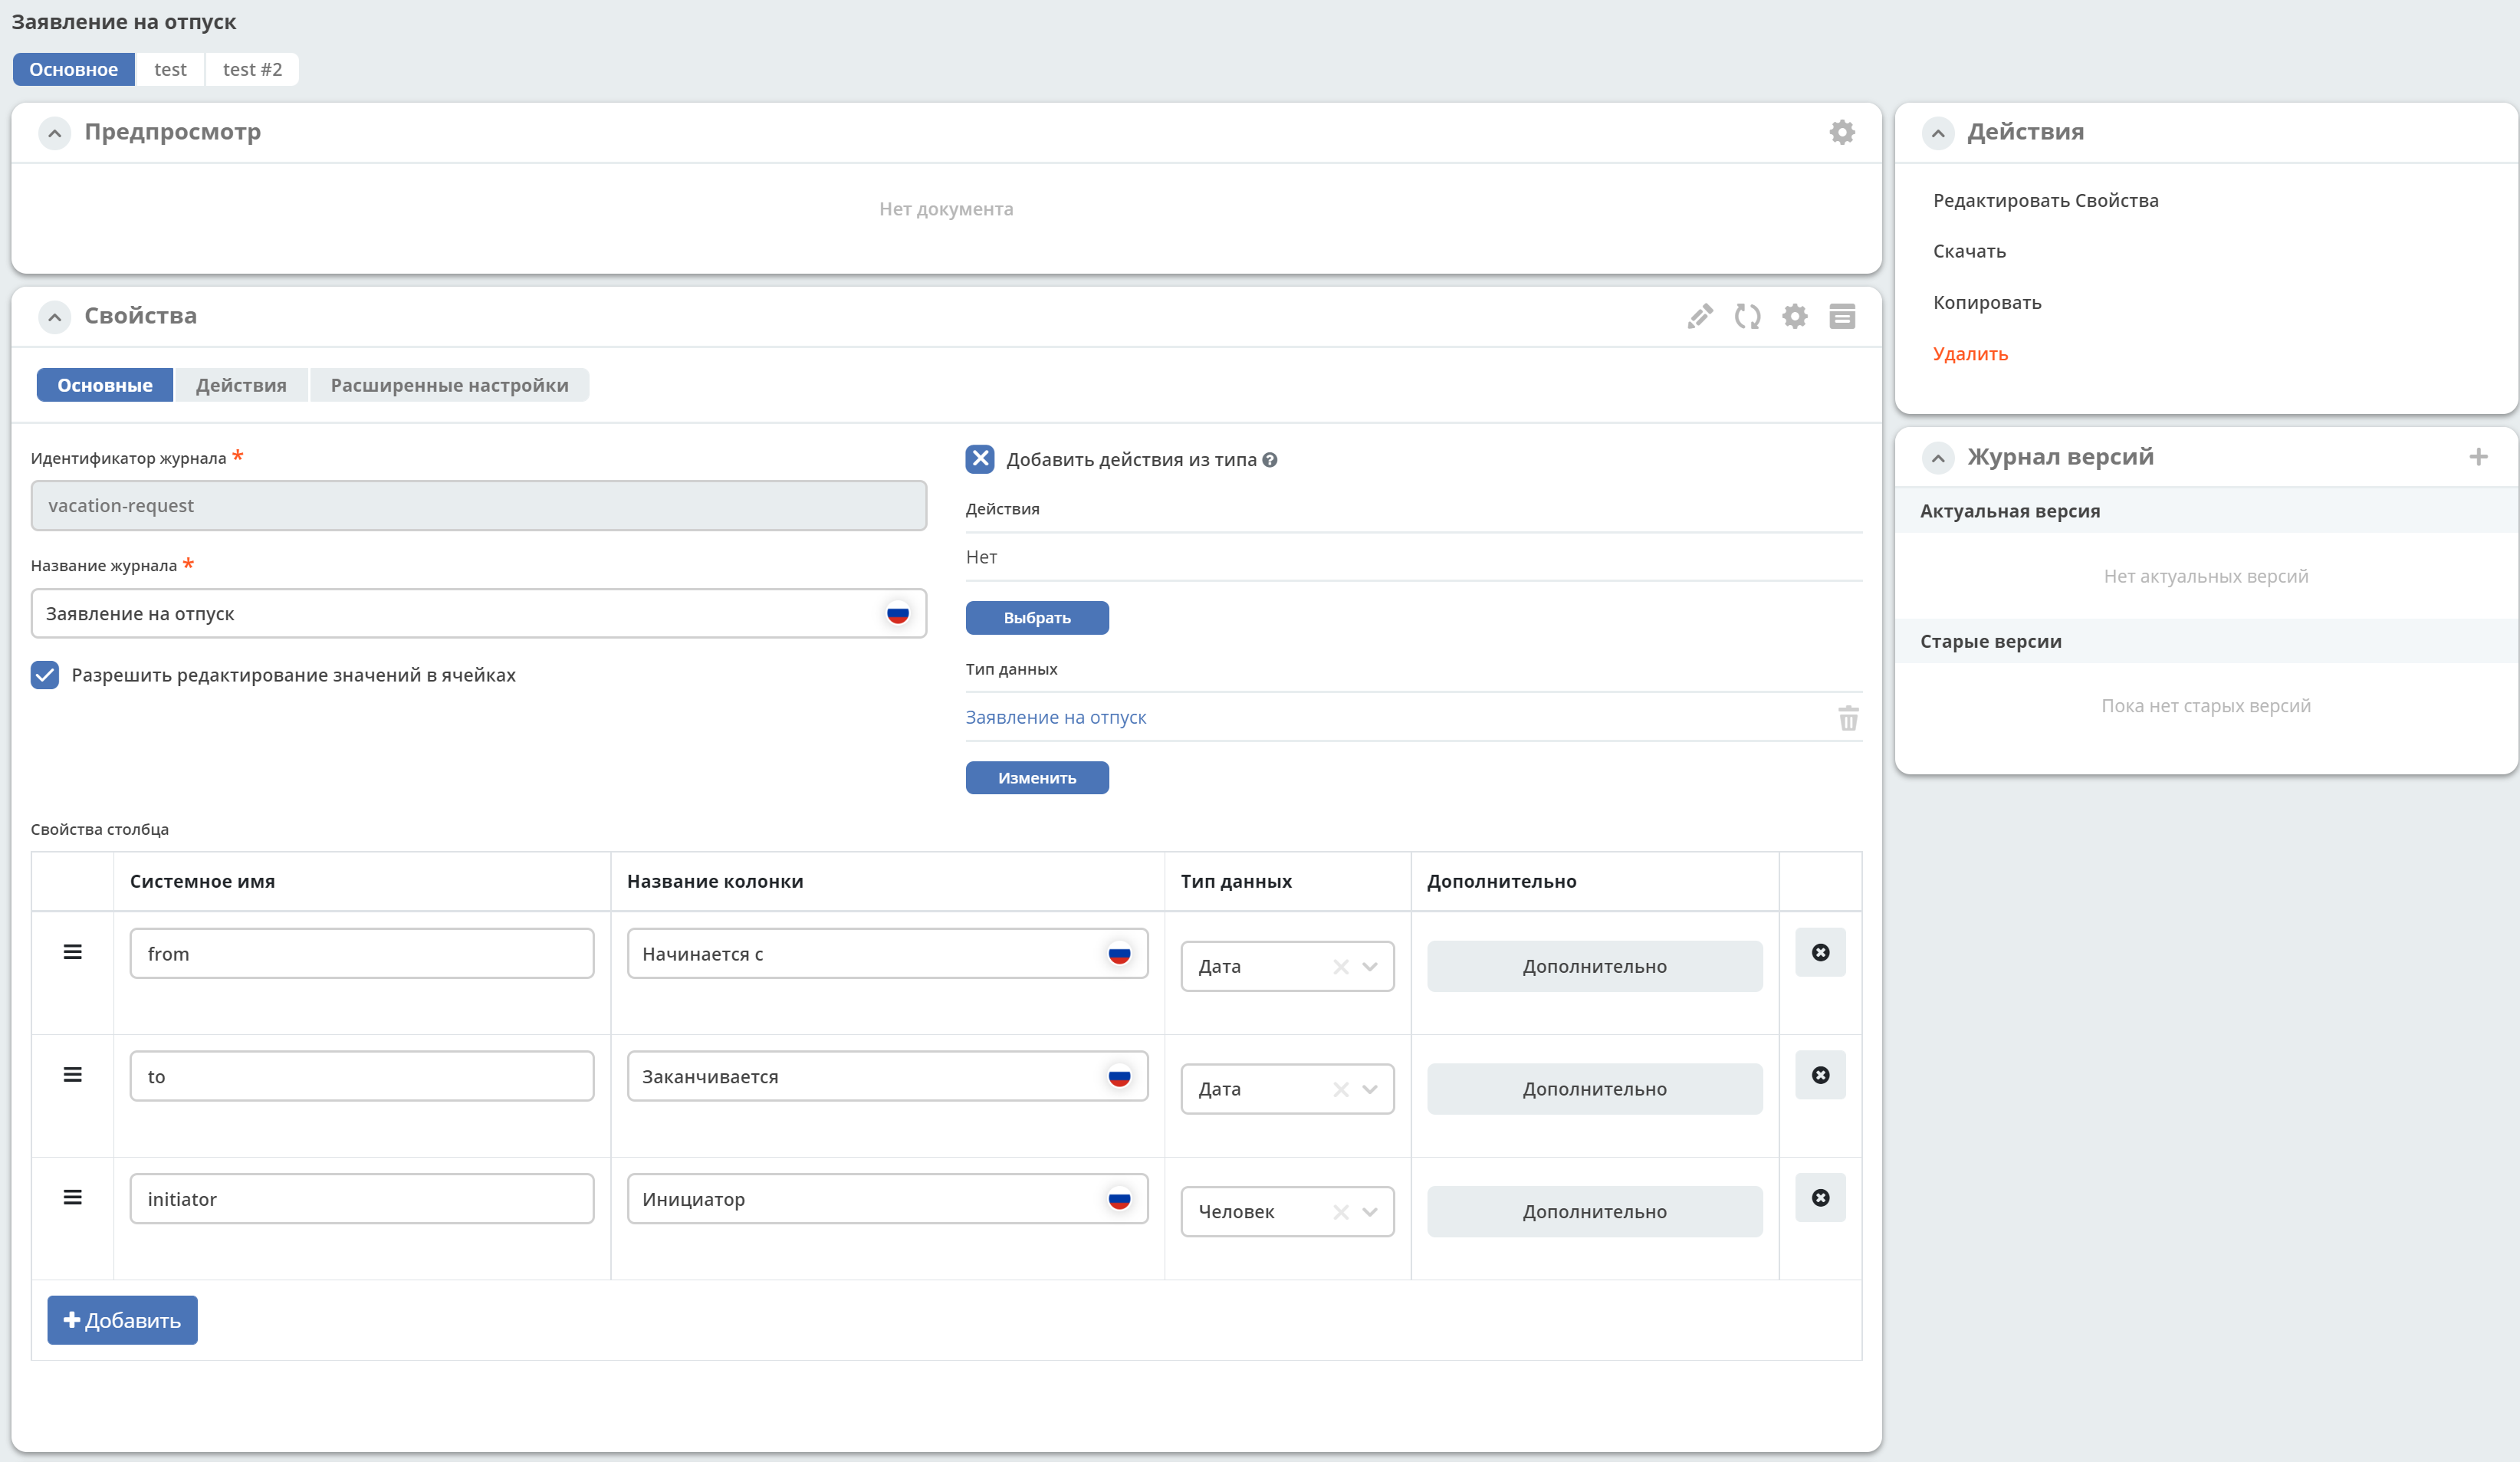 Заявление на отпуск
Основное test test #2
Предпросмотр
Нет документа
Свойства
Основные Действия Расширенные настройки
Идентификатор журнала *
vacation-request
Название журнала *
Заявление на отпуск
Разрешить редактирование значений в ячейках
Добавить действия из типа ?
Действия
Нет
Выбрать
Тип данных
Заявление на отпуск
Изменить
Свойства столбца
Системное имя Название колонки Тип данных Дополнительно
from Начинается с Дата Дополнительно
to Заканчивается Дата Дополнительно
initiator Инициатор Человек Дополнительно
Добавить
Действия
Редактировать Свойства
Скачать
Копировать
Удалить
Журнал версий
Актуальная версия
Нет актуальных версий
Старые версии
Пока нет старых версий